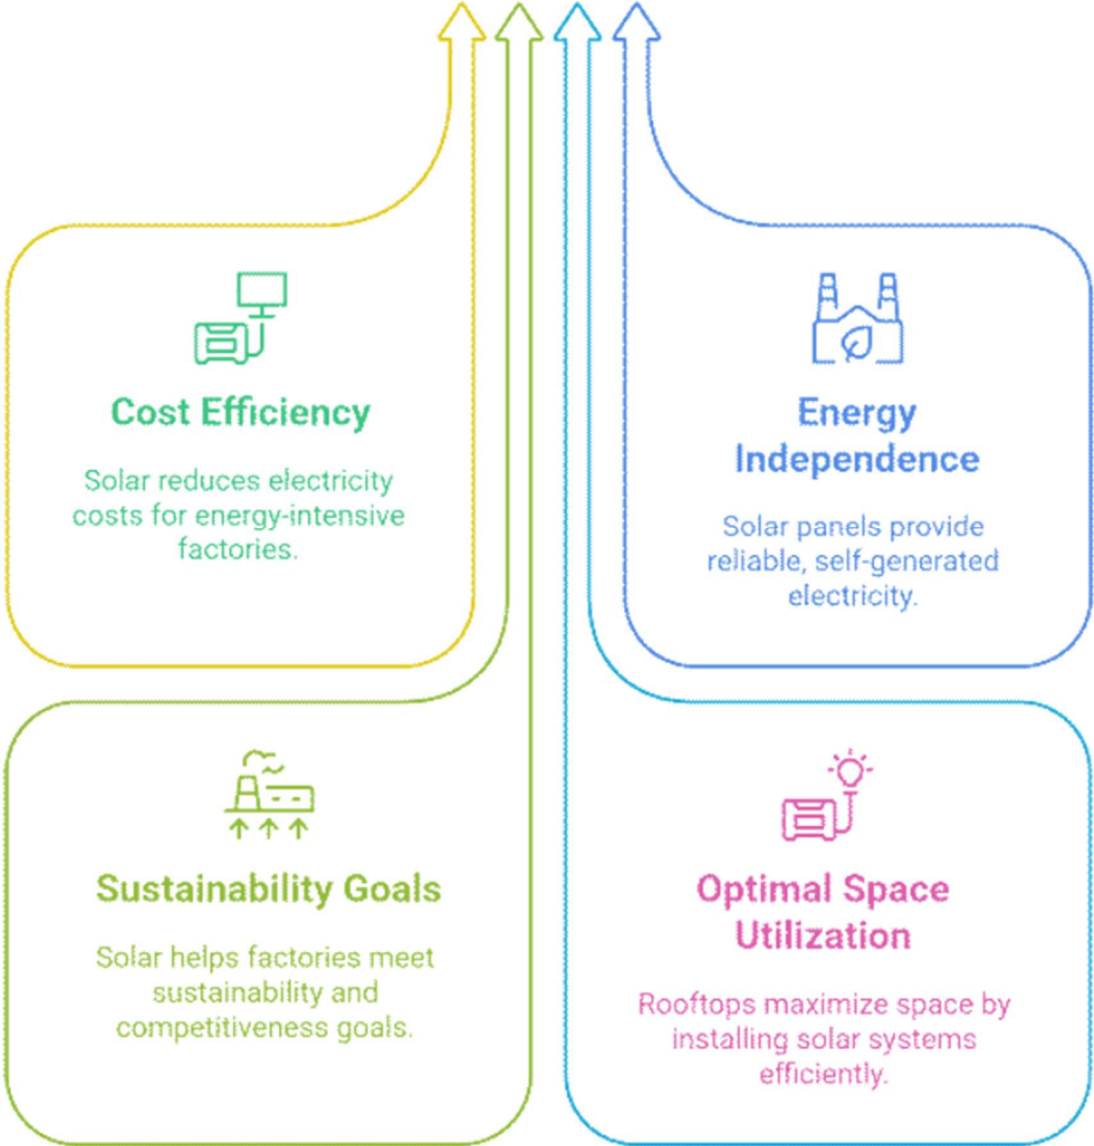 Cost Efficiency
Solar reduces electricity
costs for energy-intensive
factories.
Energy
Independence
Solar panels provide
reliable, self-generated
electricity.
Sustainability Goals
Solar helps factories meet
sustainability and
competitiveness goals.
Optimal Space
Utilization
Rooftops maximize space by
installing solar systems
efficiently.